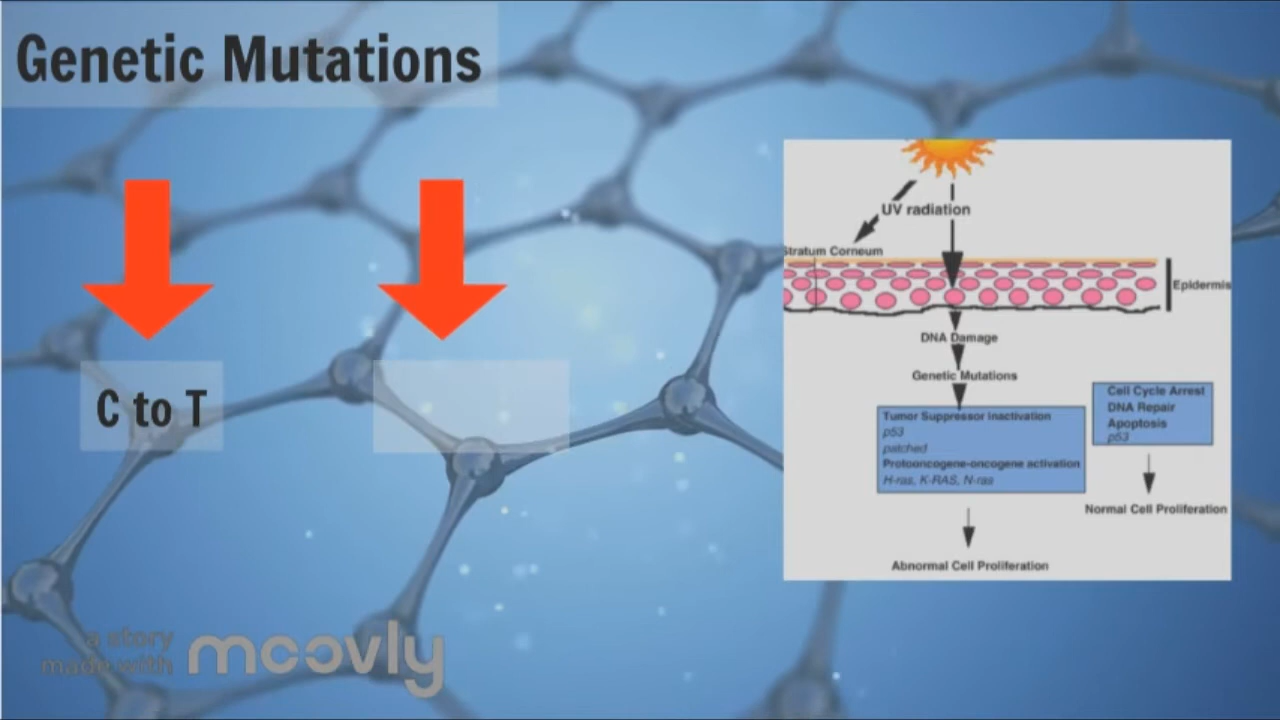 Genetic Mutations
C to T
UV radiation
Stratum Corneum
Epidermis
DNA Damage
Genetic Mutations
Tumor Suppressor Inactivation
p53
patched
Protooncogene-oncogene activation
H-ras, K-RAS, N-ras
Abnormal Cell Proliferation
Cell Cycle Arrest
DNA Repair
Apoptosis
p53
Normal Cell Proliferation
a story
made with
moovly